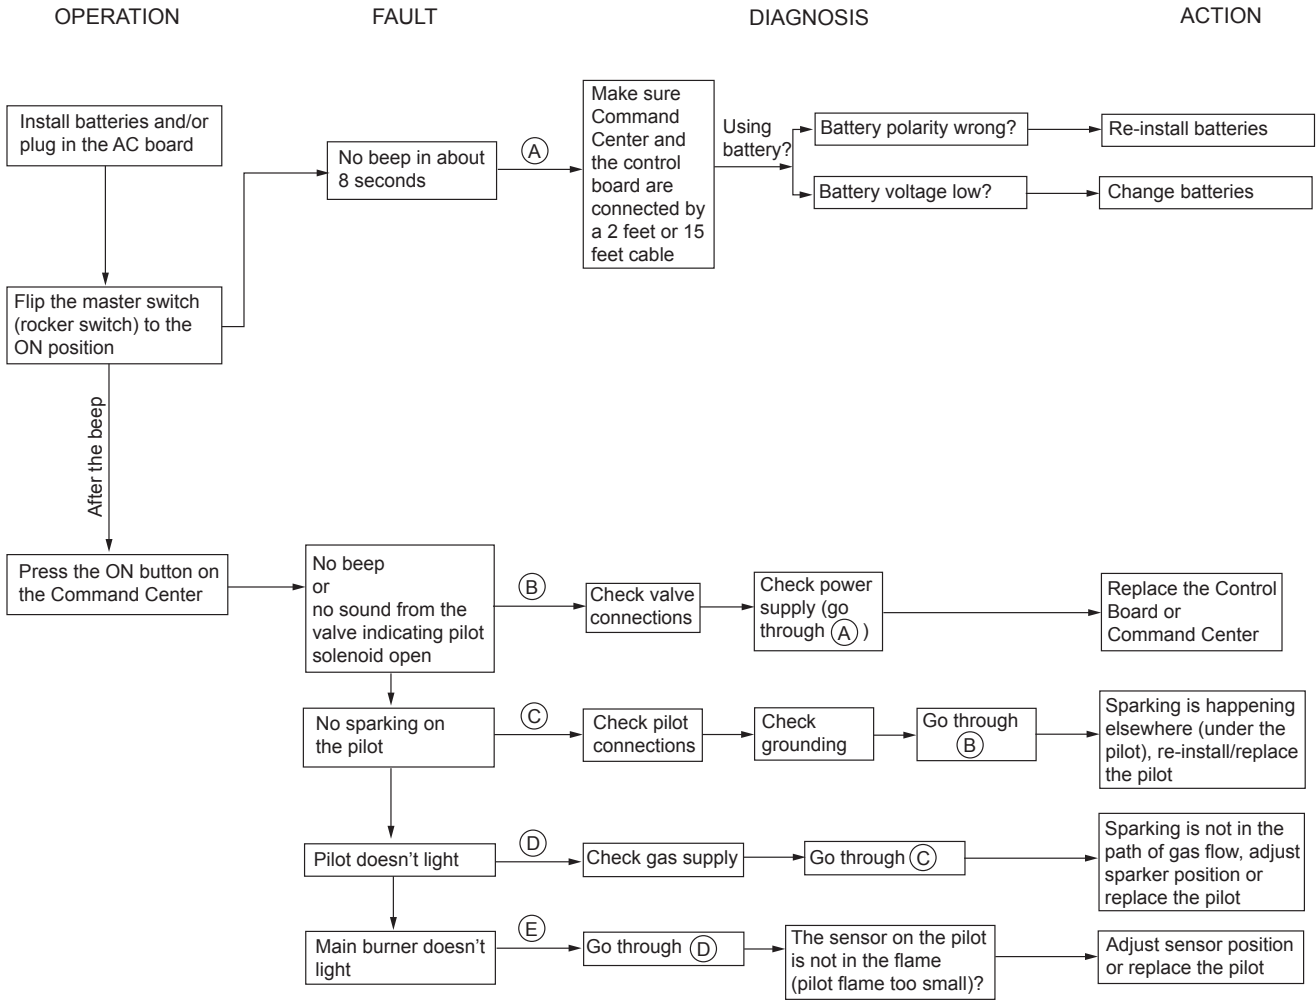 OPERATION
FAULT
DIAGNOSIS
ACTION
Install batteries and/or
plug in the AC board
No beep in about
8 seconds
A
Make sure
Command
Center and
the control
board are
connected by
a 2 feet or 15
feet cable
Using
battery?
Battery polarity wrong?
Re-install batteries
Battery voltage low?
Change batteries
Flip the master switch
(rocker switch) to the
ON position
After the beep
Press the ON button on
the Command Center
No beep
or
no sound from the
valve indicating pilot
solenoid open
B
Check valve
connections
Check power
supply (go
through A )
Replace the Control
Board or
Command Center
No sparking on
the pilot
C
Check pilot
connections
Check
grounding
Go through
B
Sparking is happening
elsewhere (under the
pilot), re-install/replace
the pilot
Pilot doesn't light
D
Check gas supply
Go through C
Sparking is not in the
path of gas flow, adjust
sparker position or
replace the pilot
Main burner doesn't
light
E
Go through D
The sensor on the pilot
is not in the flame
(pilot flame too small)?
Adjust sensor position
or replace the pilot